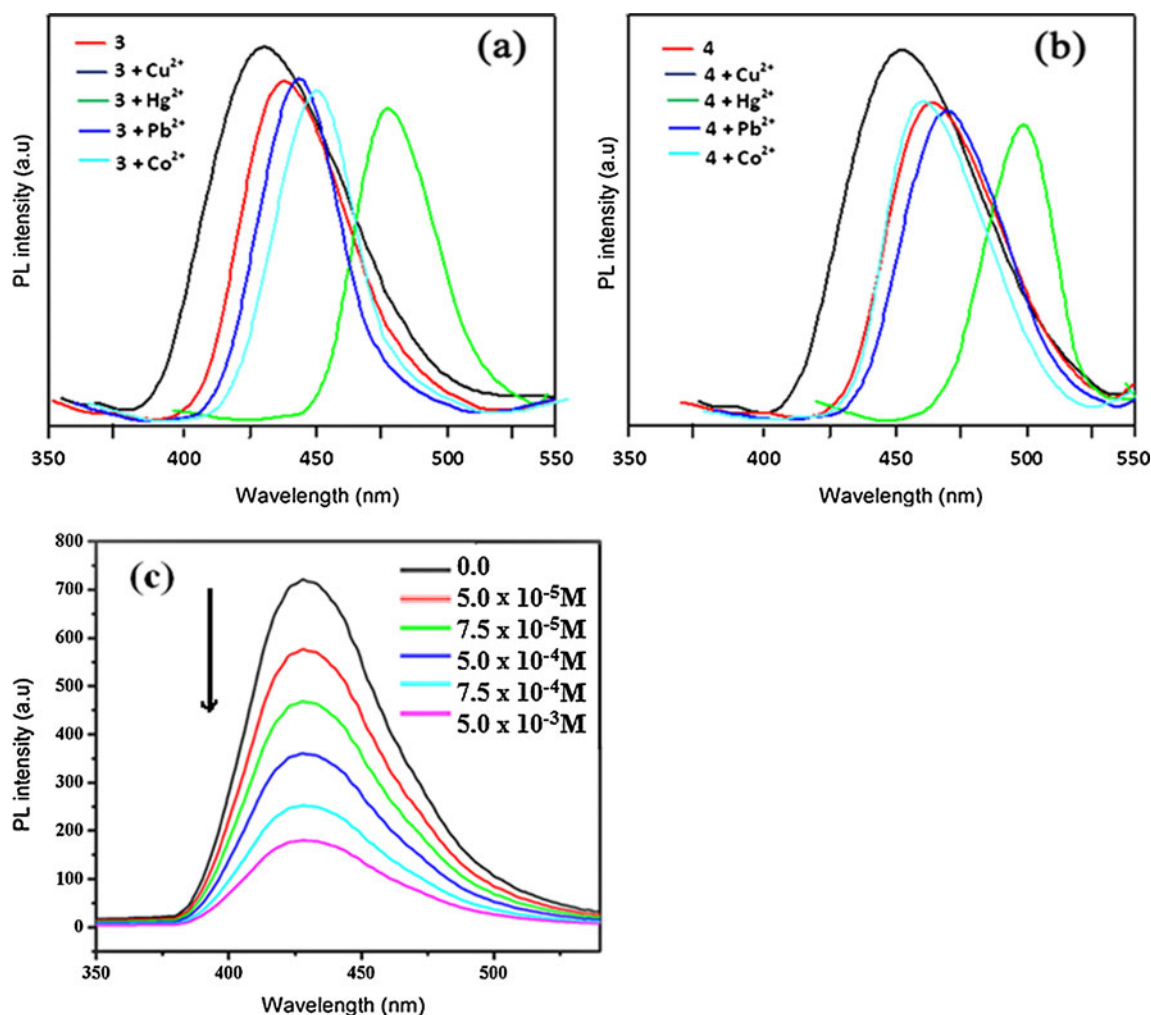 (a)
3
3 + Cu²⁺
3 + Hg²⁺
3 + Pb²⁺
3 + Co²⁺
PL intensity (a.u)
350 400 450 500 550
Wavelength (nm)
(b)
4
4 + Cu²⁺
4 + Hg²⁺
4 + Pb²⁺
4 + Co²⁺
PL intensity (a.u)
350 400 450 500 550
Wavelength (nm)
(c)
0.0
5.0 x 10⁻⁵M
7.5 x 10⁻⁵M
5.0 x 10⁻⁴M
7.5 x 10⁻⁴M
5.0 x 10⁻³M
PL intensity (a.u)
800
700
600
500
400
300
200
100
0
350 400 450 500
Wavelength (nm)